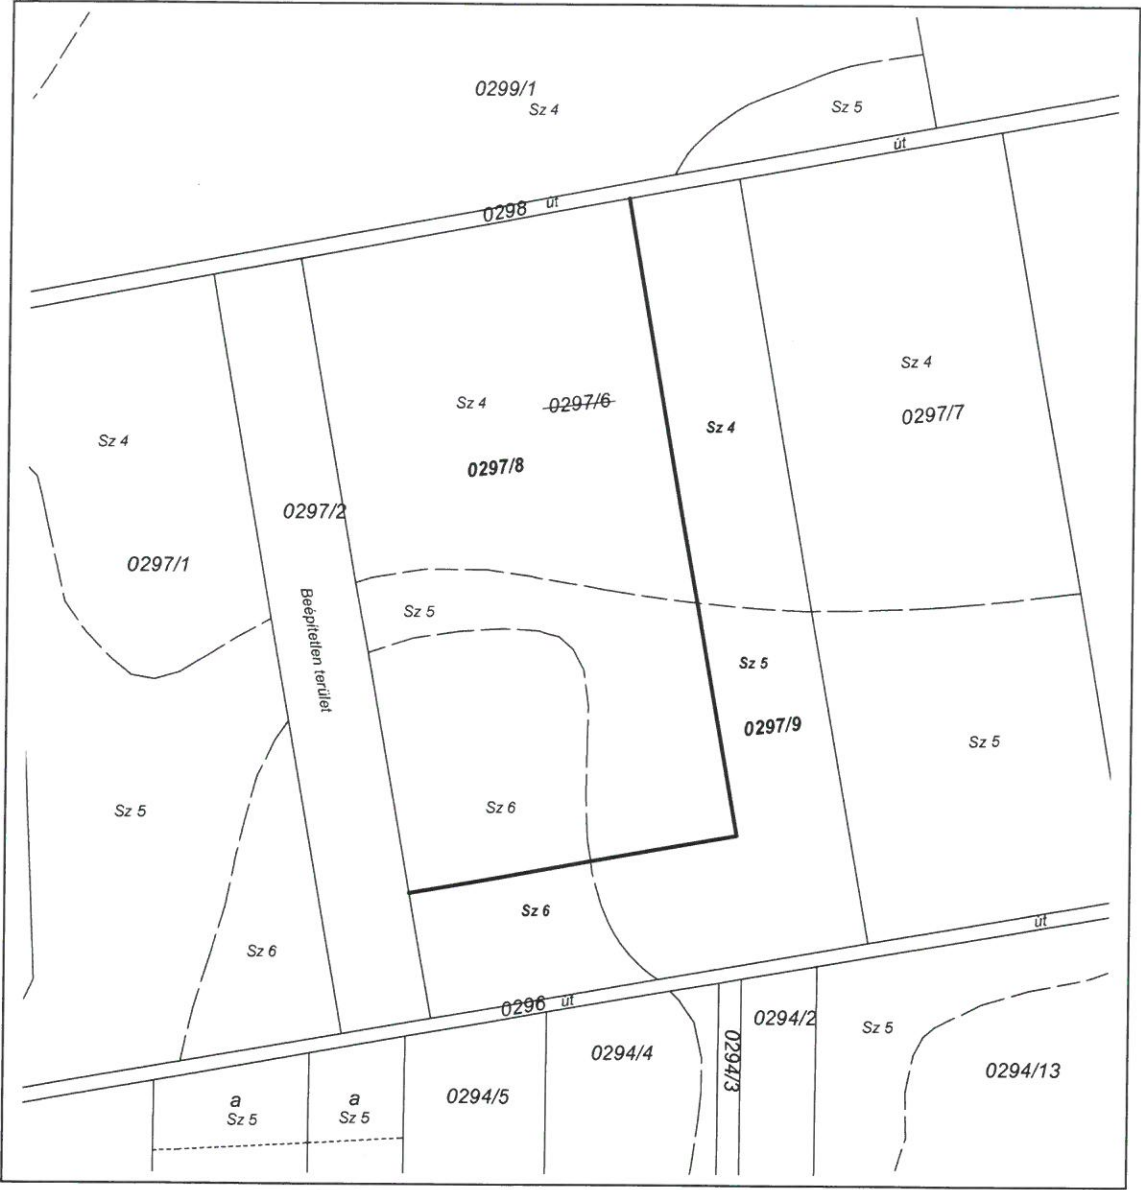 0299/1
Sz 4
Sz 5
út
0298 út
Sz 4
Sz 4
0297/6
Sz 4
0297/7
Sz 4
0297/8
0297/2
0297/1
Beépítetlen terület
Sz 5
Sz 5
0297/9
Sz 5
Sz 5
Sz 6
Sz 6
Sz 6
út
0296 út
0294/2
Sz 5
0294/3
0294/4
0294/13
0294/5
a
Sz 5
a
Sz 5